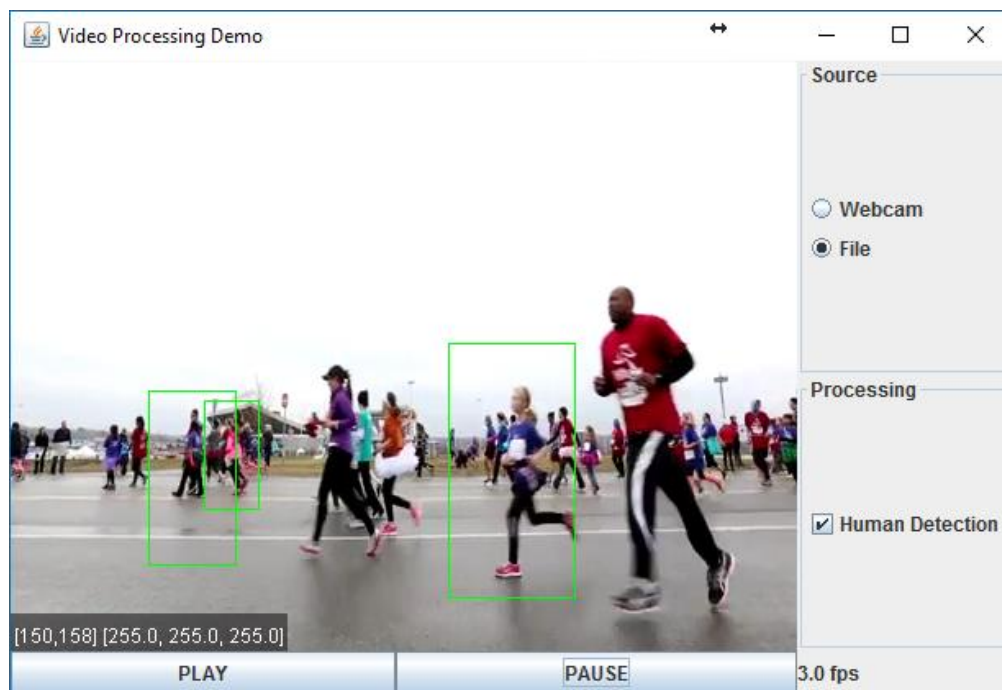 Video Processing Demo
Source
Webcam
File
Processing
Human Detection
[150,158] [255.0, 255.0, 255.0]
PLAY
PAUSE
3.0 fps